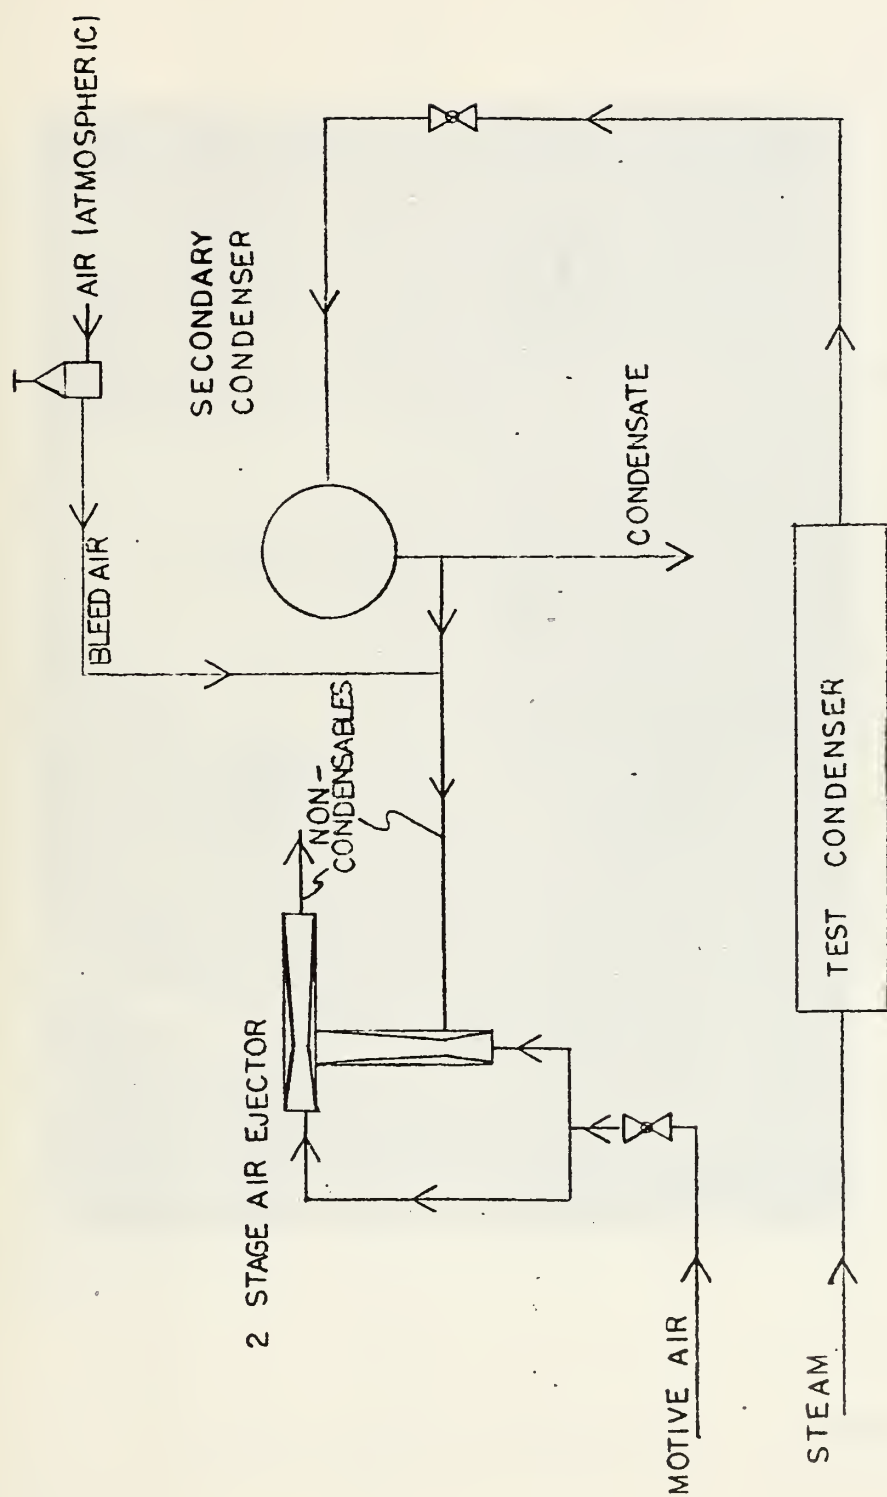 AIR (ATMOSPHERIC)
BLEED AIR
SECONDARY
CONDENSER
NON-
CONDENSABLES
2 STAGE AIR EJECTOR
CONDENSATE
MOTIVE AIR
TEST CONDENSER
STEAM